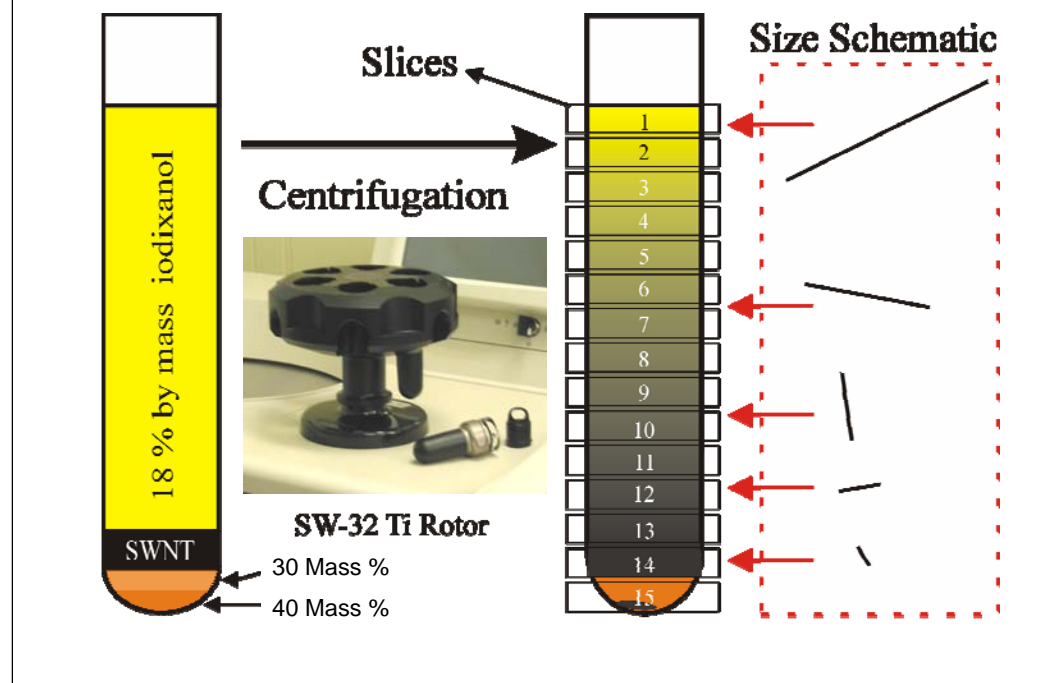 Size Schematic
Slices
Centrifugation
18 % by mass iodixanol
SWNT
30 Mass %
40 Mass %
SW-32 Ti Rotor
1
2
3
4
5
6
7
8
9
10
11
12
13
14
15